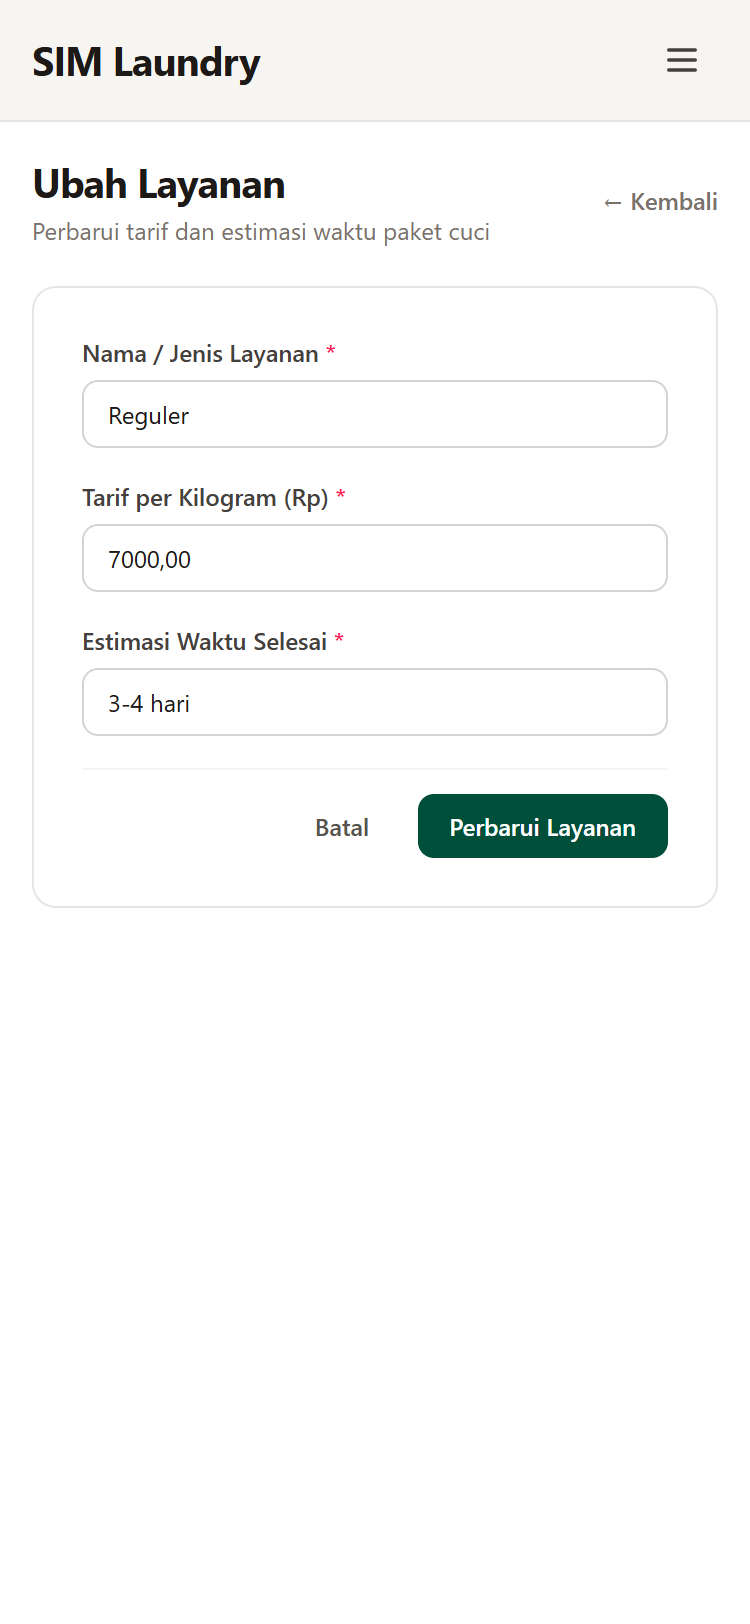 SIM Laundry
Ubah Layanan
← Kembali
Perbarui tarif dan estimasi waktu paket cuci
Nama / Jenis Layanan *
Reguler
Tarif per Kilogram (Rp) *
7000,00
Estimasi Waktu Selesai *
3-4 hari
Batal
Perbarui Layanan